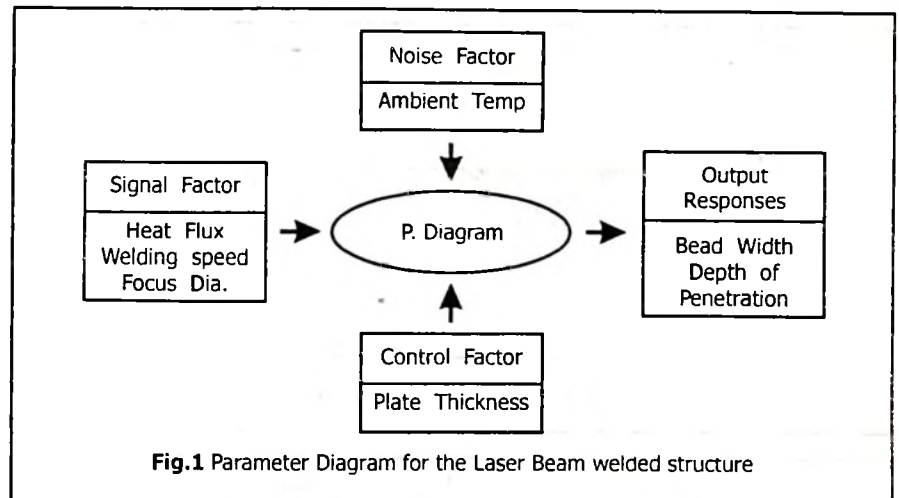 Noise Factor
Ambient Temp
Signal Factor
Heat Flux
Welding speed
Focus Dia.
P. Diagram
Output
Responses
Bead Width
Depth of
Penetration
Control Factor
Plate Thickness
Fig.1 Parameter Diagram for the Laser Beam welded structure